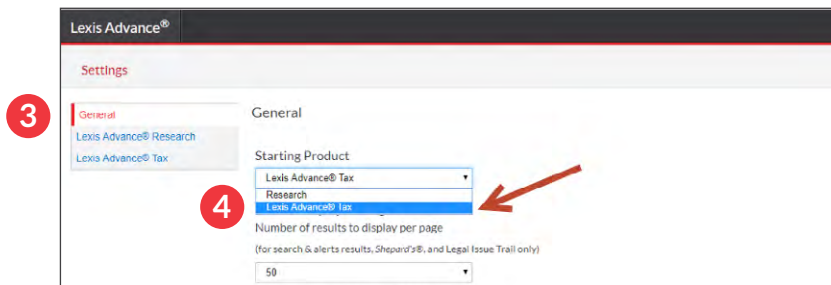 Lexis Advance®
Settings
3
General
Lexis Advance® Research
Lexis Advance® Tax
General
Starting Product
Lexis Advance® Tax
Research
Lexis Advance® Tax
4
Number of results to display per page
(for search & alerts results, Shepard's®, and Legal Issue Trail only)
50